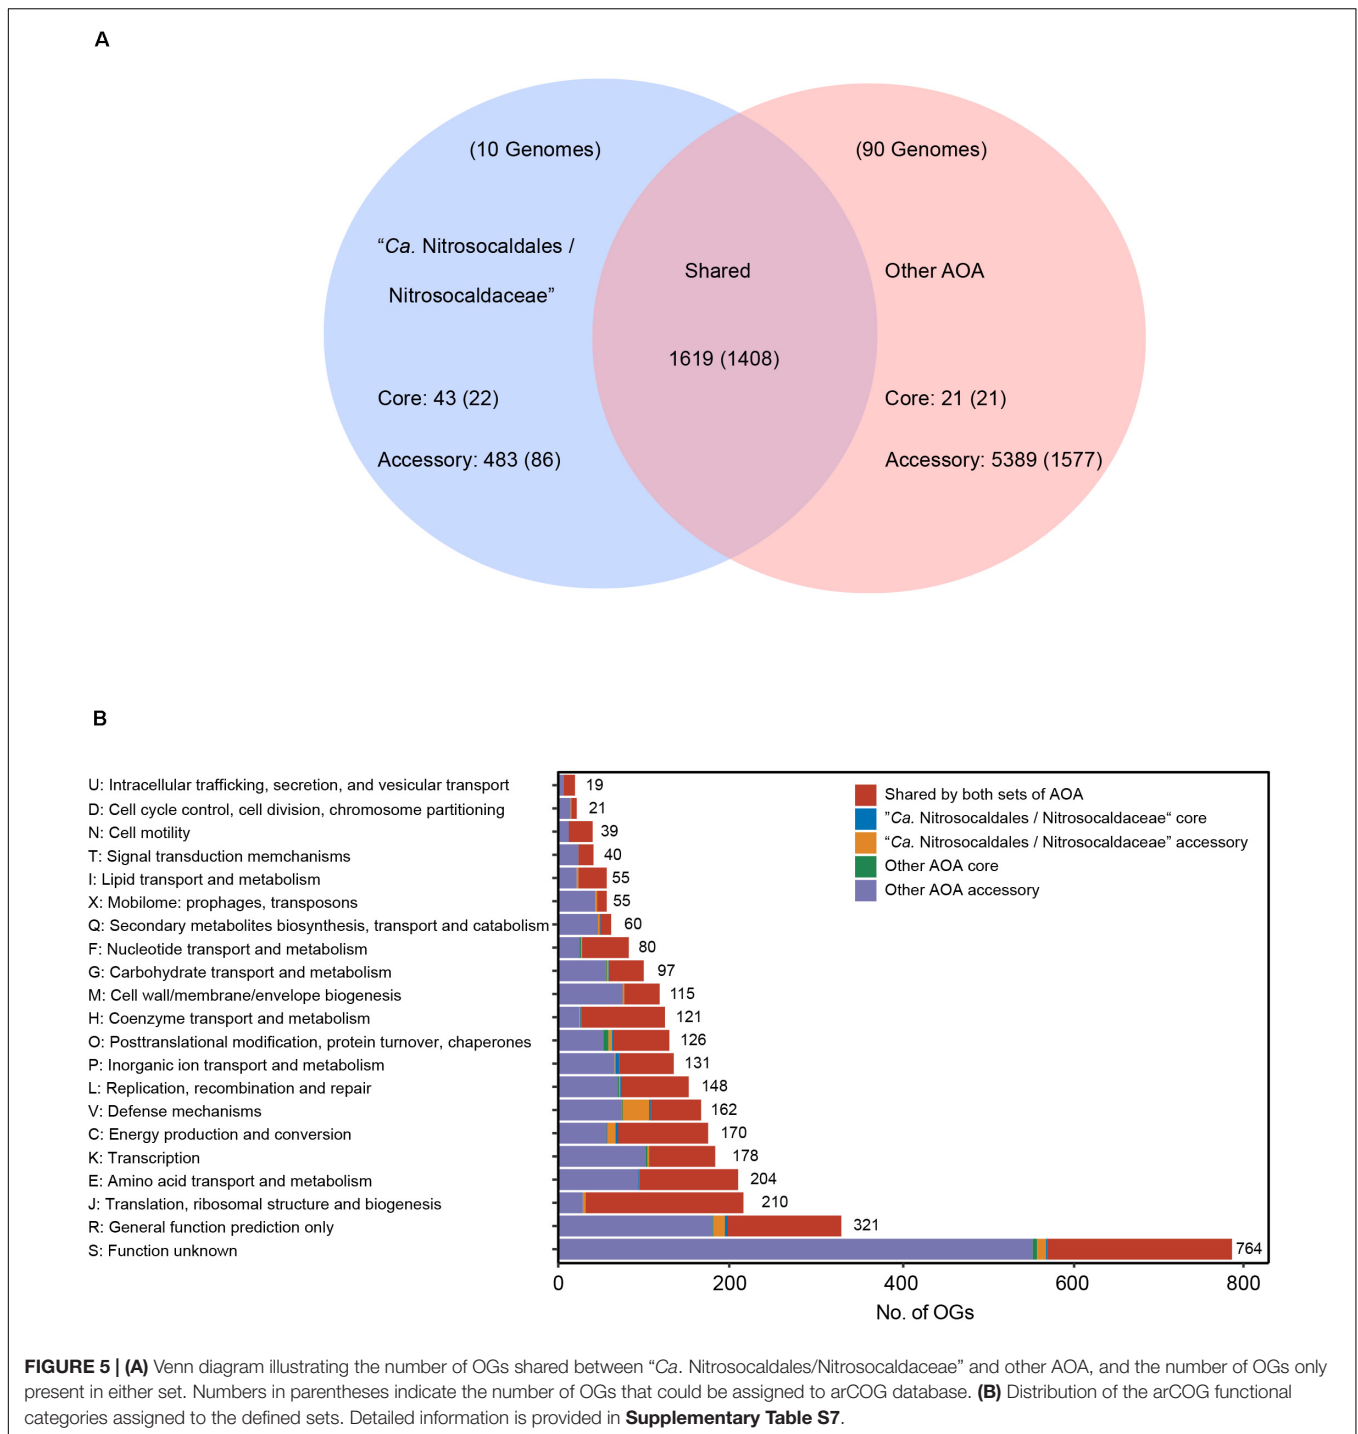 A
(10 Genomes)
(90 Genomes)
“Ca. Nitrosocaldales /
Nitrosocaldaceae”
Shared
Other AOA
1619 (1408)
Core: 43 (22)
Core: 21 (21)
Accessory: 483 (86)
Accessory: 5389 (1577)
B
U: Intracellular trafficking, secretion, and vesicular transport 19
D: Cell cycle control, cell division, chromosome partitioning 21
N: Cell motility 39
T: Signal transduction memchanisms 40
I: Lipid transport and metabolism 55
X: Mobilome: prophages, transposons 55
Q: Secondary metabolites biosynthesis, transport and catabolism 60
F: Nucleotide transport and metabolism 80
G: Carbohydrate transport and metabolism 97
M: Cell wall/membrane/envelope biogenesis 115
H: Coenzyme transport and metabolism 121
O: Posttranslational modification, protein turnover, chaperones 126
P: Inorganic ion transport and metabolism 131
L: Replication, recombination and repair 148
V: Defense mechanisms 162
C: Energy production and conversion 170
K: Transcription 178
E: Amino acid transport and metabolism 204
J: Translation, ribosomal structure and biogenesis 210
R: General function prediction only 321
S: Function unknown 764
Shared by both sets of AOA
”Ca. Nitrosocaldales / Nitrosocaldaceae“ core
“Ca. Nitrosocaldales / Nitrosocaldaceae” accessory
Other AOA core
Other AOA accessory
0 200 400 600 800
No. of OGs
FIGURE 5 | (A) Venn diagram illustrating the number of OGs shared between “Ca. Nitrosocaldales/Nitrosocaldaceae” and other AOA, and the number of OGs only
present in either set. Numbers in parentheses indicate the number of OGs that could be assigned to arCOG database. (B) Distribution of the arCOG functional
categories assigned to the defined sets. Detailed information is provided in Supplementary Table S7.